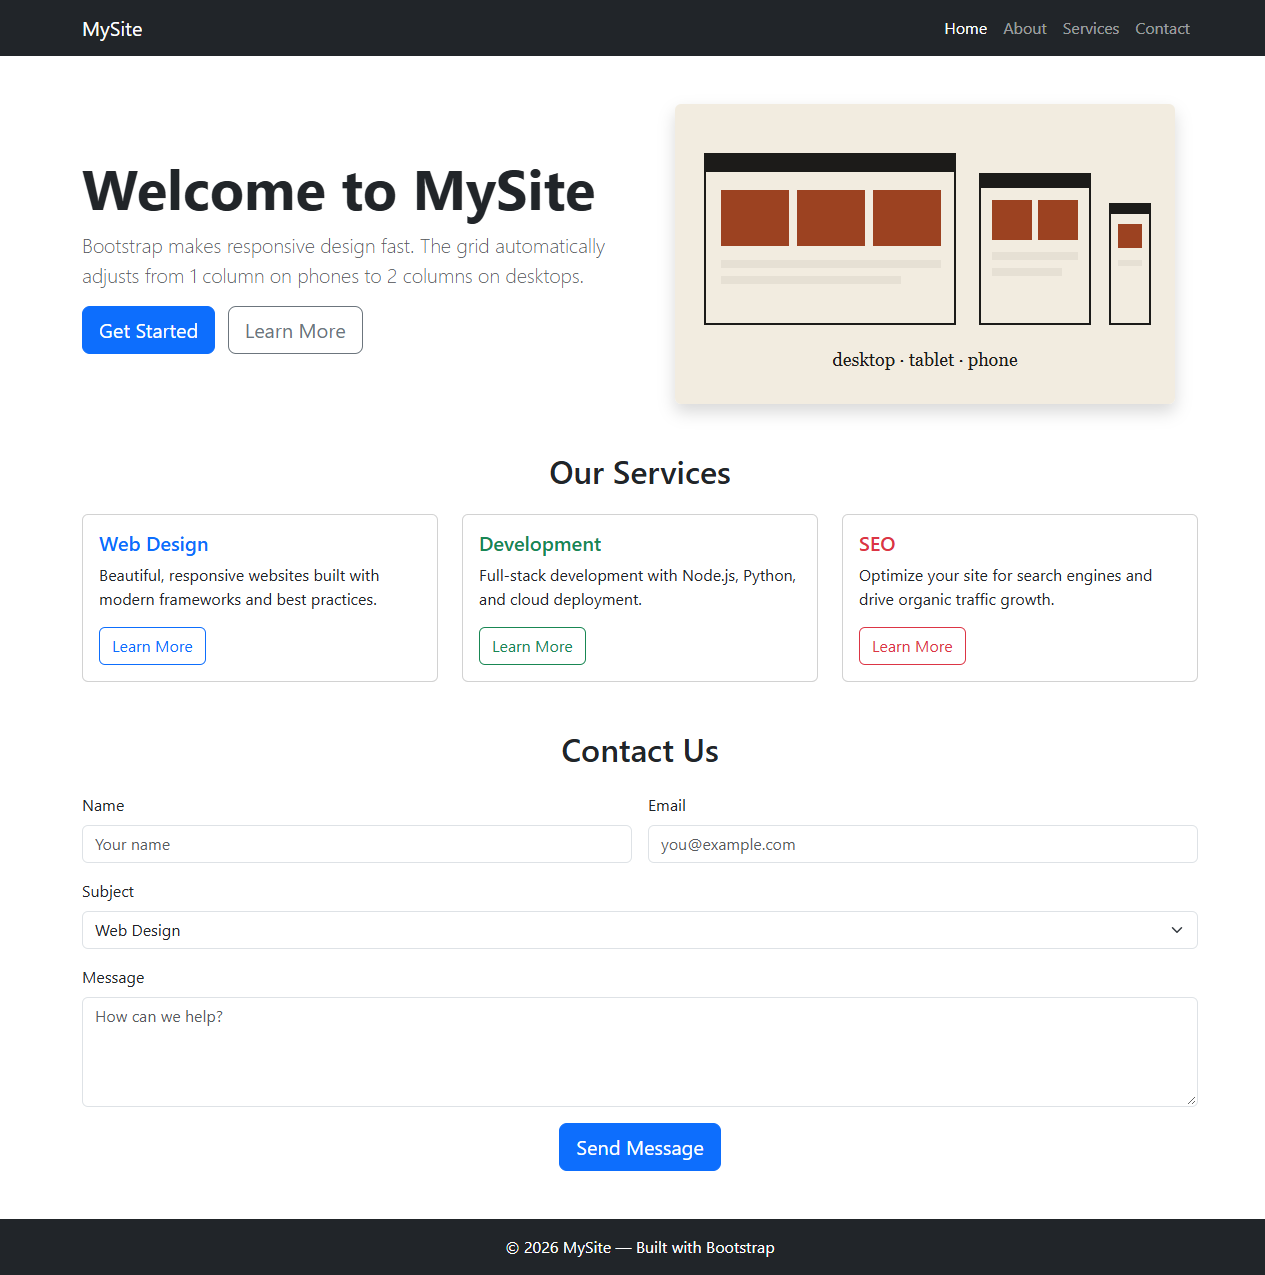 MySite
Home About Services Contact
Welcome to MySite
Bootstrap makes responsive design fast. The grid automatically
adjusts from 1 column on phones to 2 columns on desktops.
Get Started
Learn More
desktop · tablet · phone
Our Services
Web Design
Beautiful, responsive websites built with
modern frameworks and best practices.
Learn More
Development
Full-stack development with Node.js, Python,
and cloud deployment.
Learn More
SEO
Optimize your site for search engines and
drive organic traffic growth.
Learn More
Contact Us
Name
Your name
Email
you@example.com
Subject
Web Design
Message
How can we help?
Send Message
© 2026 MySite — Built with Bootstrap